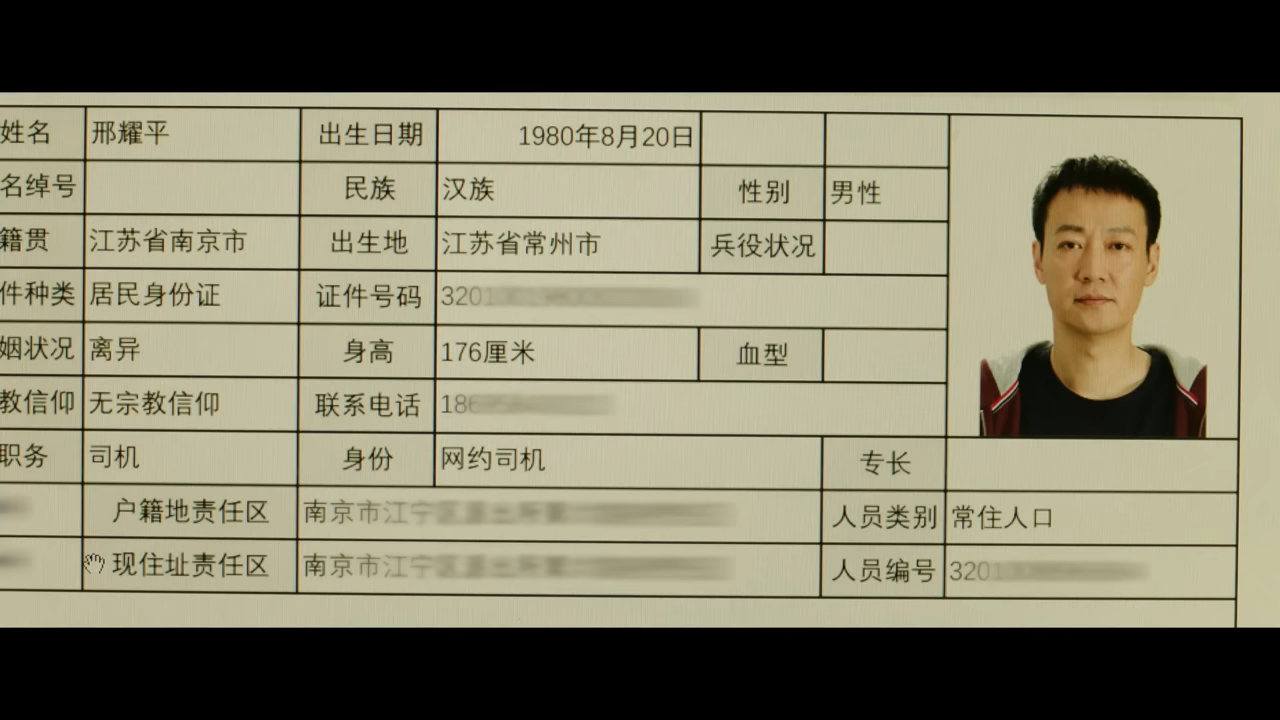 姓名 邢耀平 出生日期 1980年8月20日
名绰号 民族 汉族 性别 男性
籍贯 江苏省南京市 出生地 江苏省常州市 兵役状况
件种类 居民身份证 证件号码 320
姻状况 离异 身高 176厘米 血型
教信仰 无宗教信仰 联系电话 186
职务 司机 身份 网约司机 专长
户籍地责任区 南京市江宁区 人员类别 常住人口
现住址责任区 南京市江宁区 人员编号 320